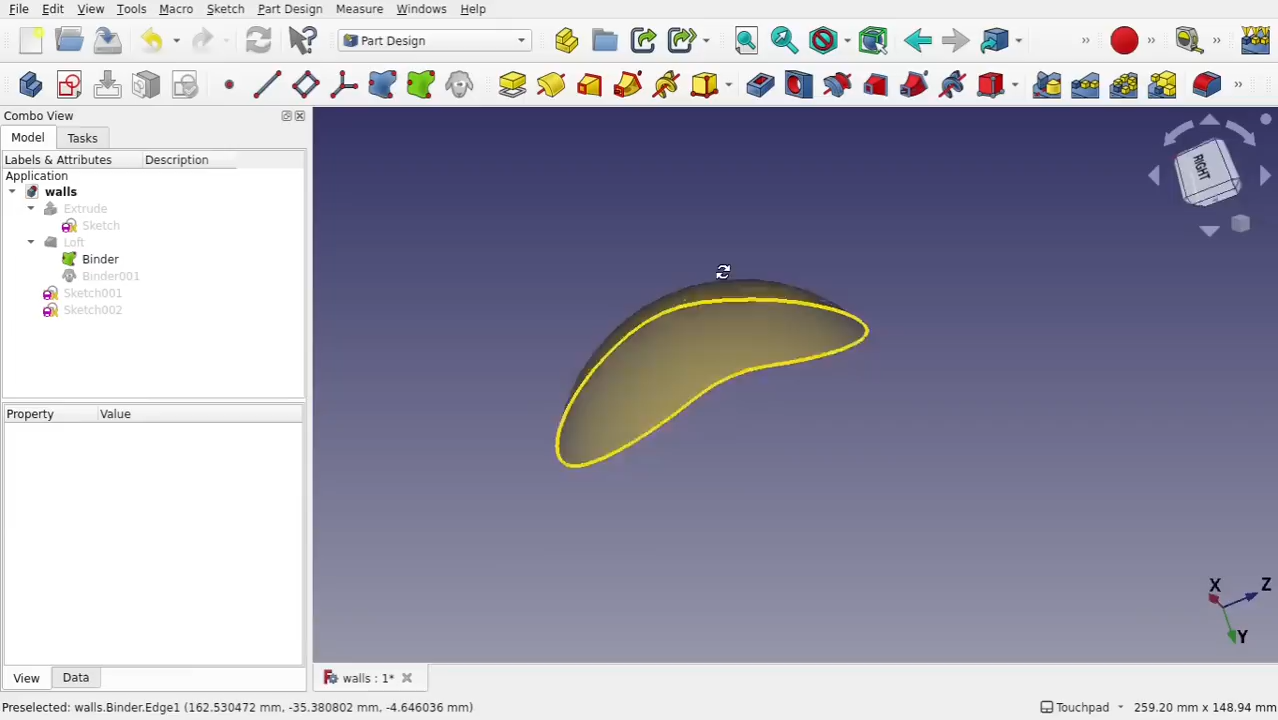 File Edit View Tools Macro Sketch Part Design Measure Windows Help
Part Design
Combo View
Model Tasks
Labels & Attributes Description
Application
walls
Extrude
Sketch
Loft
Binder
Binder001
Sketch001
Sketch002
Property Value
RIGHT
X Z
Y
View Data
walls : 1*
Preselected: walls.Binder.Edge1 (162.530472 mm, -35.380802 mm, -4.646036 mm) Touchpad 259.20 mm x 148.94 mm